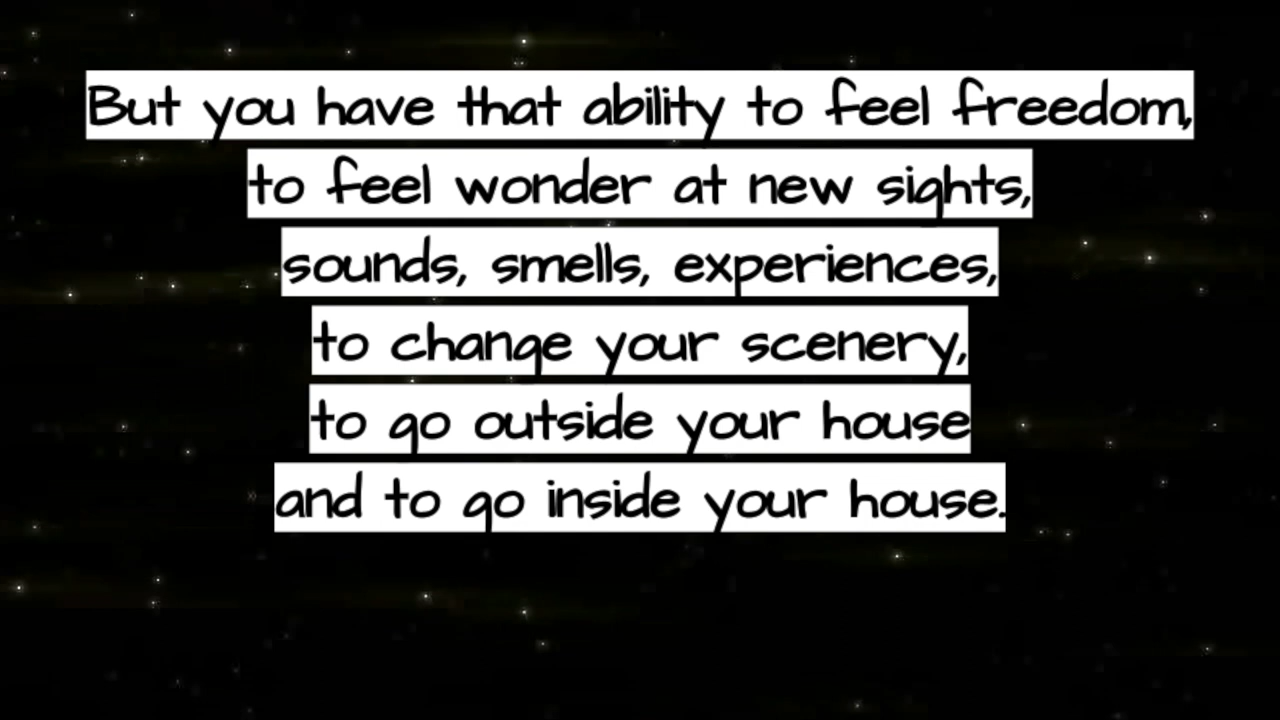 But you have that ability to feel freedom,
to feel wonder at new sights,
sounds, smells, experiences,
to change your scenery,
to go outside your house
and to go inside your house.